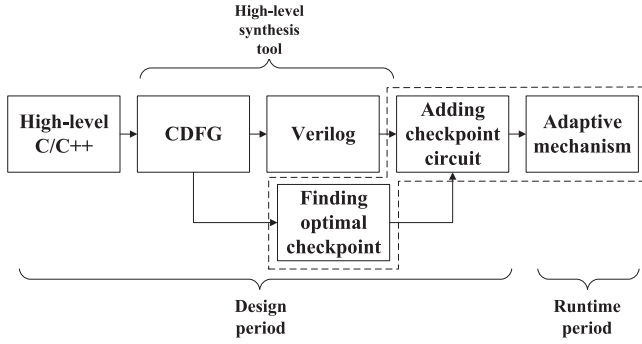 High-level
synthesis
tool
High-level
C/C++
CDFG
Verilog
Adding
checkpoint
circuit
Adaptive
mechanism
Finding
optimal
checkpoint
Design
period
Runtime
period